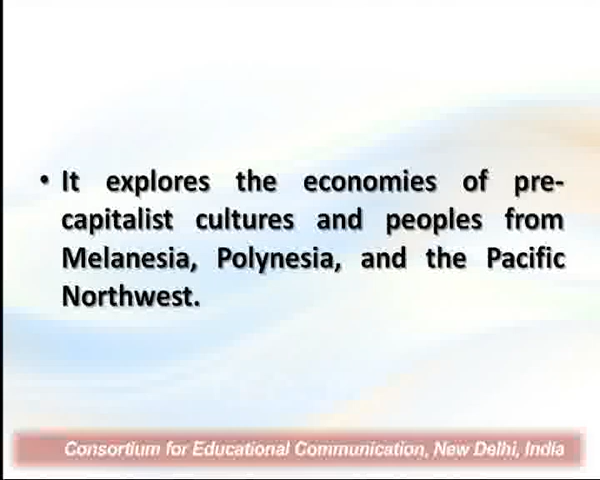 • It explores the economies of pre-
capitalist cultures and peoples from
Melanesia, Polynesia, and the Pacific
Northwest.
Consortium for Educational Communication, New Delhi, India